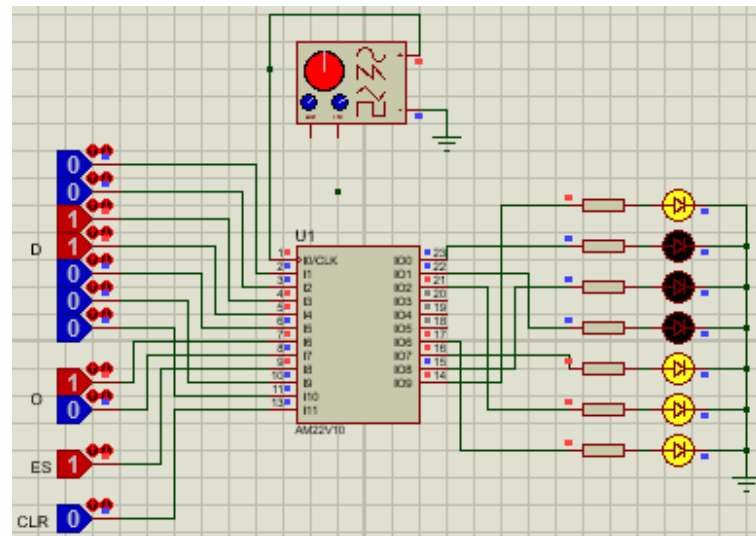 0
0
1
D
1
0
0
0
O
1
0
ES
1
CLR
0
U1
1
2
3
4
5
6
7
8
9
10
11
13
I0/CLK
I1
I2
I3
I4
I5
I6
I7
I8
I9
I10
I11
IO0
IO1
IO2
IO3
IO4
IO5
IO6
IO7
IO8
IO9
23
22
21
20
19
18
17
16
15
14
AM22V10